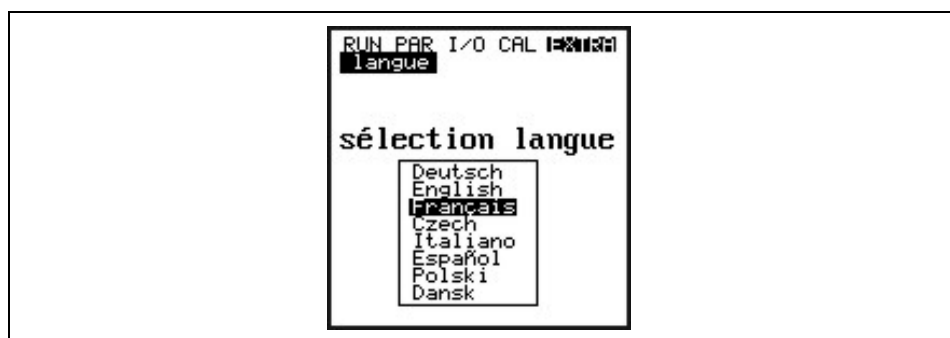 RUN PAR I/O CAL EXTRA
langue
sélection langue
Deutsch
English
Français
Czech
Italiano
Español
Polski
Dansk